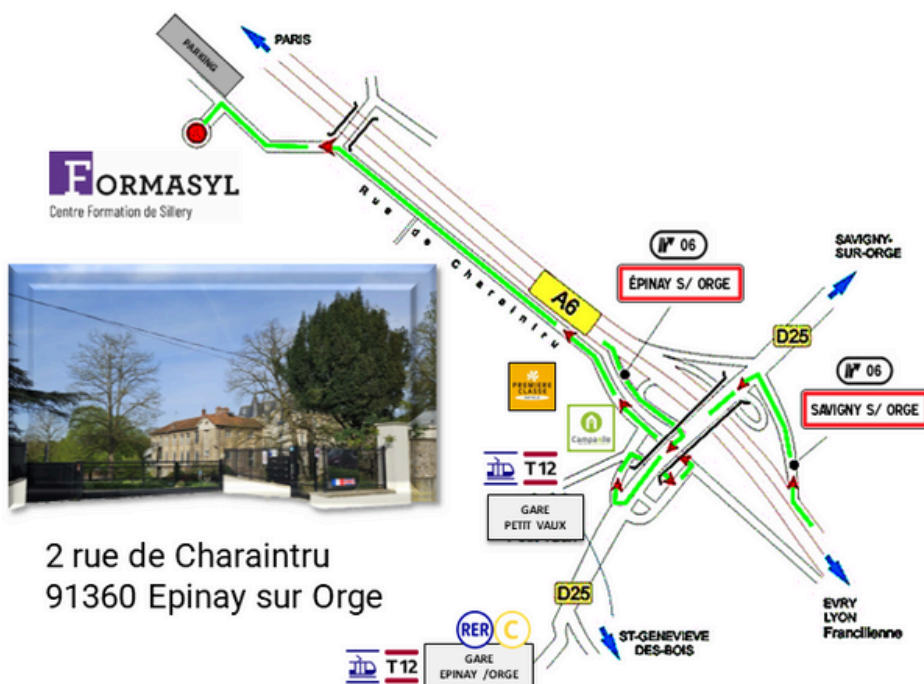 PARKING
PARIS
FORMASYL
Centre Formation de Sillery
Rue de Charaintru
A6
06
ÉPINAY S/ ORGE
SAVIGNY-
SUR-ORGE
D25
06
SAVIGNY S/ ORGE
PREMIERE
CLASSE
Campanile
T12
GARE
PETIT VAUX
2 rue de Charaintru
91360 Epinay sur Orge
D25
EVRY
LYON
Francilienne
RER C
ST-GENEVIEVE
DES-BOIS
T12
GARE
EPINAY /ORGE